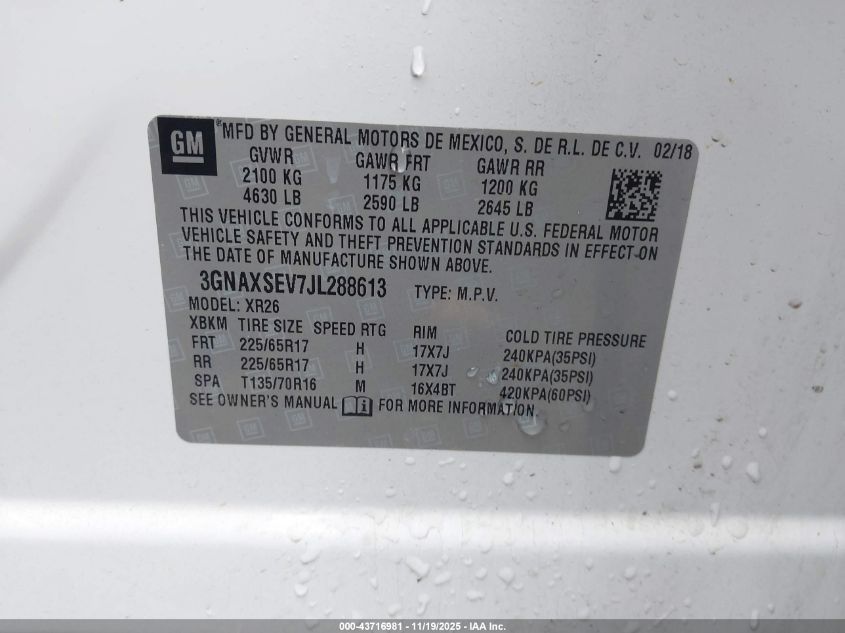 GM
MFD BY GENERAL MOTORS DE MEXICO, S. DE R.L. DE C.V. 02/18
GVWR GAWR FRT GAWR RR
2100 KG 1175 KG 1200 KG
4630 LB 2590 LB 2645 LB
THIS VEHICLE CONFORMS TO ALL APPLICABLE U.S. FEDERAL MOTOR
VEHICLE SAFETY AND THEFT PREVENTION STANDARDS IN EFFECT ON
THE DATE OF MANUFACTURE SHOWN ABOVE.
3GNAXSEV7JL288613 TYPE: M.P.V.
MODEL: XR26
XBKM TIRE SIZE SPEED RTG RIM COLD TIRE PRESSURE
FRT 225/65R17 H 17X7J 240KPA(35PSI)
RR 225/65R17 H 17X7J 240KPA(35PSI)
SPA T135/70R16 M 16X4BT 420KPA(60PSI)
SEE OWNER'S MANUAL FOR MORE INFORMATION.
000-43716981 - 11/19/2025 - IAA Inc.